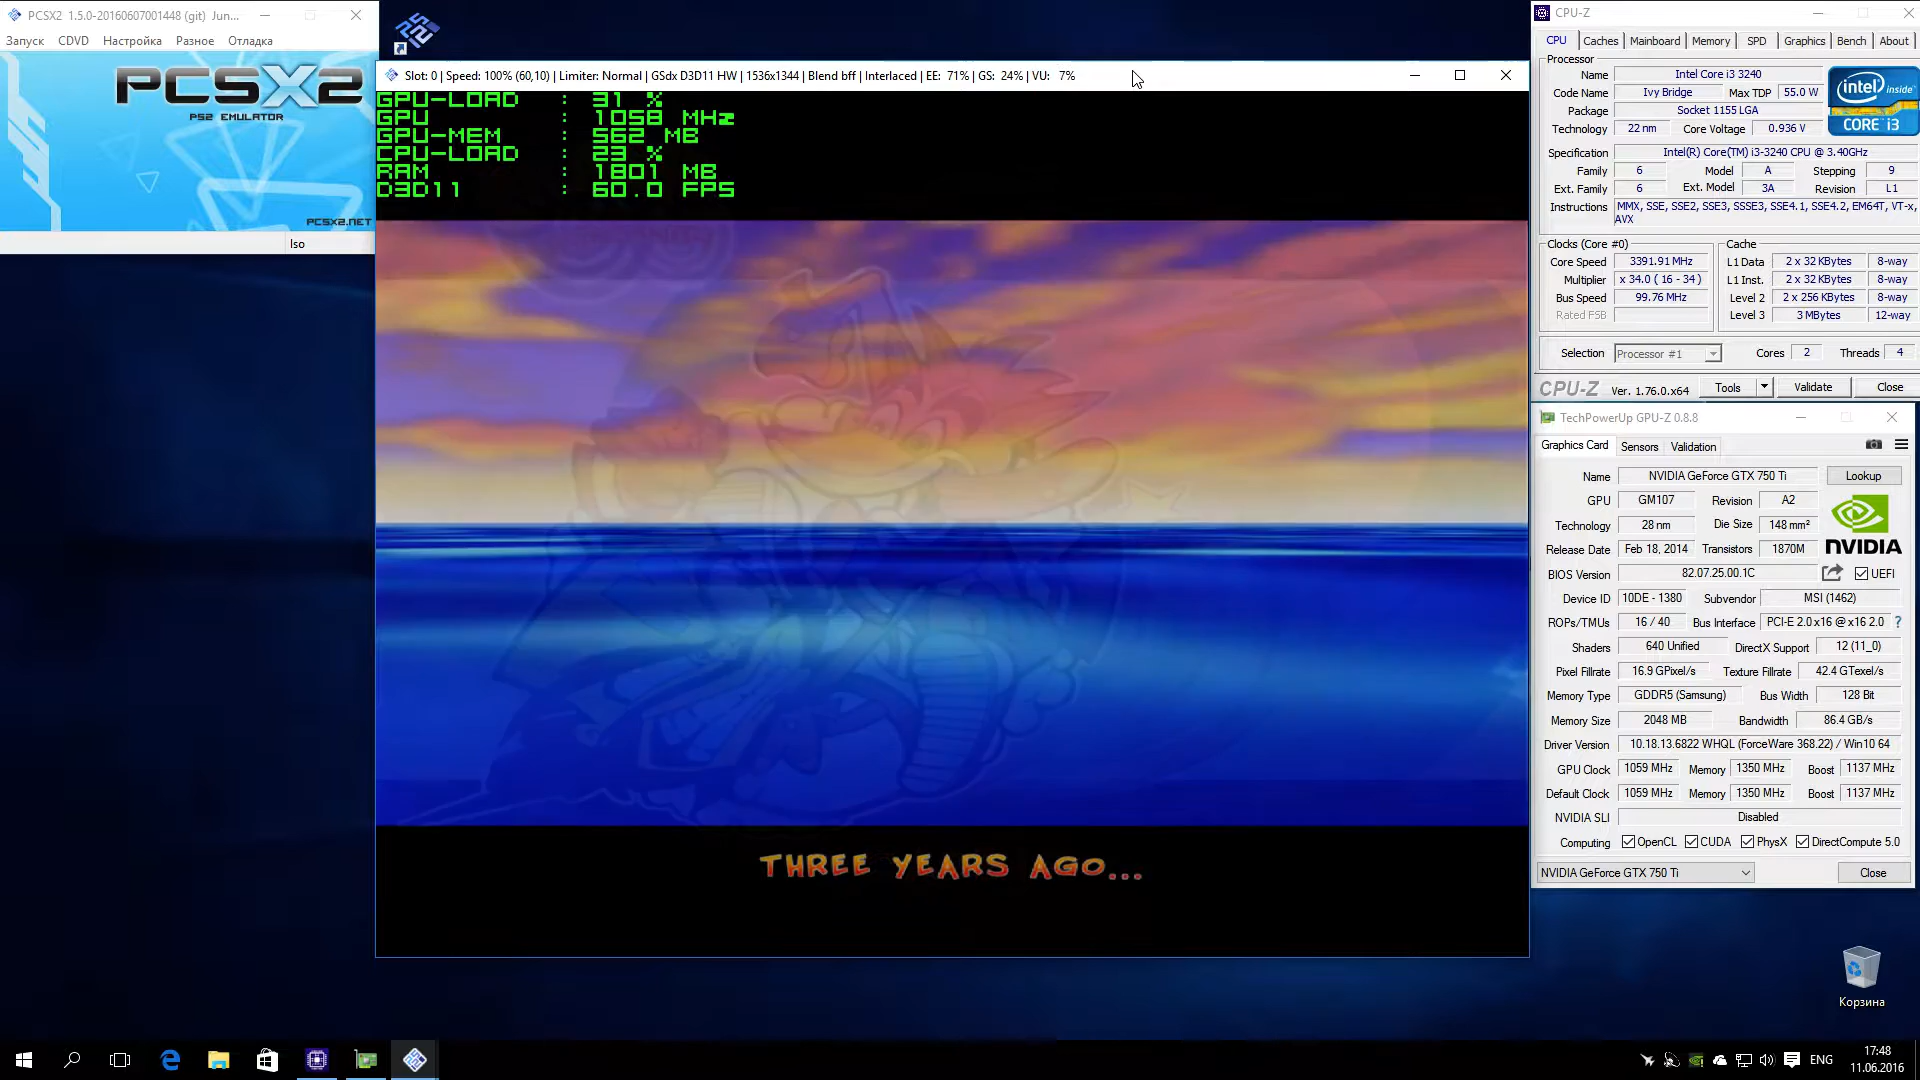 PCSX2 1.5.0-20160607001448 (git) Jun...
Запуск CDVD Настройка Разное Отладка
PCSX2
PS2 EMULATOR
PCSX2.NET
Iso
Slot: 0 | Speed: 100% (60,10) | Limiter: Normal | GSdx D3D11 HW | 1536x1344 | Blend bff | Interlaced | EE: 71% | GS: 24% | VU: 7%
GPU-LOAD : 31 %
GPU : 1058 MHz
GPU-MEM : 562 MB
CPU-LOAD : 23 %
RAM : 1801 MB
D3D11 : 60.0 FPS
THREE YEARS AGO...
CPU-Z
CPU Caches Mainboard Memory SPD Graphics Bench About
Processor
Name Intel Core i3 3240
Code Name Ivy Bridge Max TDP 55.0 W
Package Socket 1155 LGA
Technology 22 nm Core Voltage 0.936 V
intel inside™
CORE i3
Specification Intel(R) Core(TM) i3-3240 CPU @ 3.40GHz
Family 6 Model A Stepping 9
Ext. Family 6 Ext. Model 3A Revision L1
Instructions MMX, SSE, SSE2, SSE3, SSSE3, SSE4.1, SSE4.2, EM64T, VT-x,
AVX
Clocks (Core #0) Cache
Core Speed 3391.91 MHz L1 Data 2 x 32 KBytes 8-way
Multiplier x 34.0 ( 16 - 34 ) L1 Inst. 2 x 32 KBytes 8-way
Bus Speed 99.76 MHz Level 2 2 x 256 KBytes 8-way
Rated FSB Level 3 3 MBytes 12-way
Selection Processor #1 Cores 2 Threads 4
CPU-Z Ver. 1.76.0.x64 Tools Validate Close
TechPowerUp GPU-Z 0.8.8
Graphics Card Sensors Validation
Name NVIDIA GeForce GTX 750 Ti Lookup
GPU GM107 Revision A2
Technology 28 nm Die Size 148 mm²
Release Date Feb 18, 2014 Transistors 1870M
NVIDIA
BIOS Version 82.07.25.00.1C UEFI
Device ID 10DE - 1380 Subvendor MSI (1462)
ROPs/TMUs 16 / 40 Bus Interface PCI-E 2.0 x16 @ x16 2.0 ?
Shaders 640 Unified DirectX Support 12 (11_0)
Pixel Fillrate 16.9 GPixel/s Texture Fillrate 42.4 GTexel/s
Memory Type GDDR5 (Samsung) Bus Width 128 Bit
Memory Size 2048 MB Bandwidth 86.4 GB/s
Driver Version 10.18.13.6822 WHQL (ForceWare 368.22) / Win10 64
GPU Clock 1059 MHz Memory 1350 MHz Boost 1137 MHz
Default Clock 1059 MHz Memory 1350 MHz Boost 1137 MHz
NVIDIA SLI Disabled
Computing OpenCL CUDA PhysX DirectCompute 5.0
NVIDIA GeForce GTX 750 Ti Close
Корзина
ENG
17:48
11.06.2016